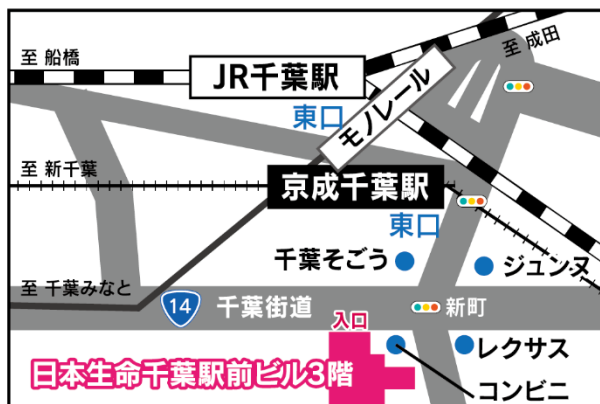 至 船橋
JR千葉駅
至 成田
モノレール
東口
至 新千葉
京成千葉駅
東口
千葉そごう
ジュンヌ
至 千葉みなと
14
千葉街道
新町
入口
日本生命千葉駅前ビル3階
レクサス
コンビニ